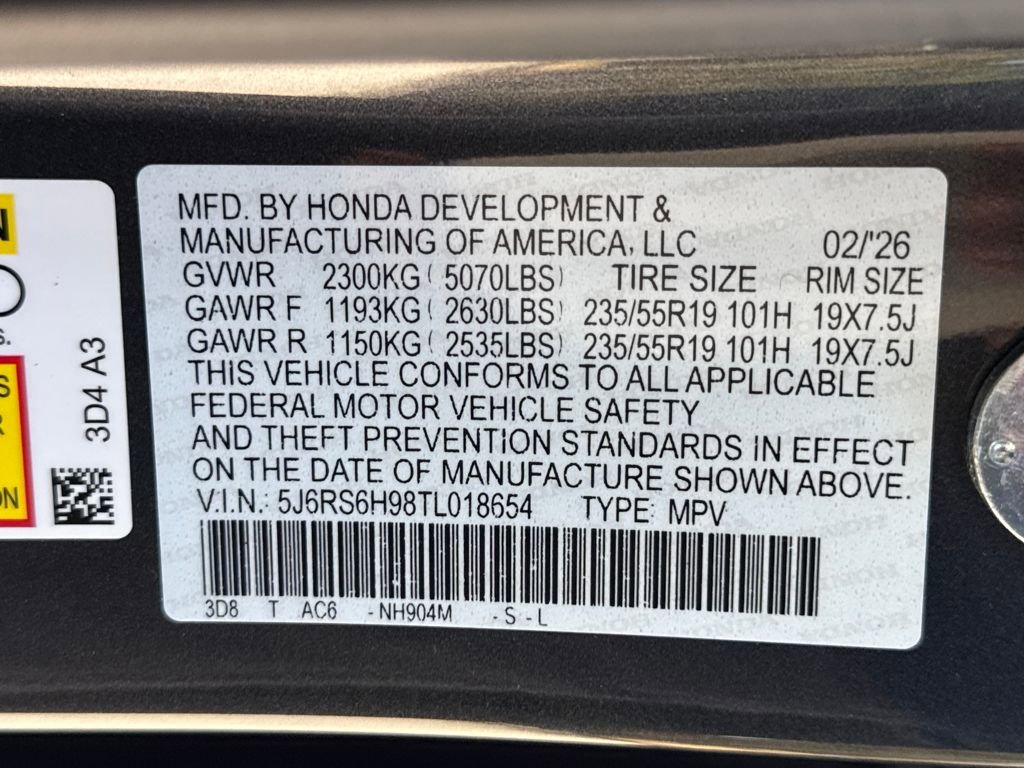 MFD. BY HONDA DEVELOPMENT &
MANUFACTURING OF AMERICA, LLC 02/'26
GVWR 2300KG ( 5070LBS) TIRE SIZE RIM SIZE
GAWR F 1193KG ( 2630LBS) 235/55R19 101H 19X7.5J
GAWR R 1150KG ( 2535LBS) 235/55R19 101H 19X7.5J
THIS VEHICLE CONFORMS TO ALL APPLICABLE
FEDERAL MOTOR VEHICLE SAFETY
AND THEFT PREVENTION STANDARDS IN EFFECT
ON THE DATE OF MANUFACTURE SHOWN ABOVE.
V.I.N.: 5J6RS6H98TL018654 TYPE: MPV
3D8 T AC6 -NH904M -S-L
3D4 A3